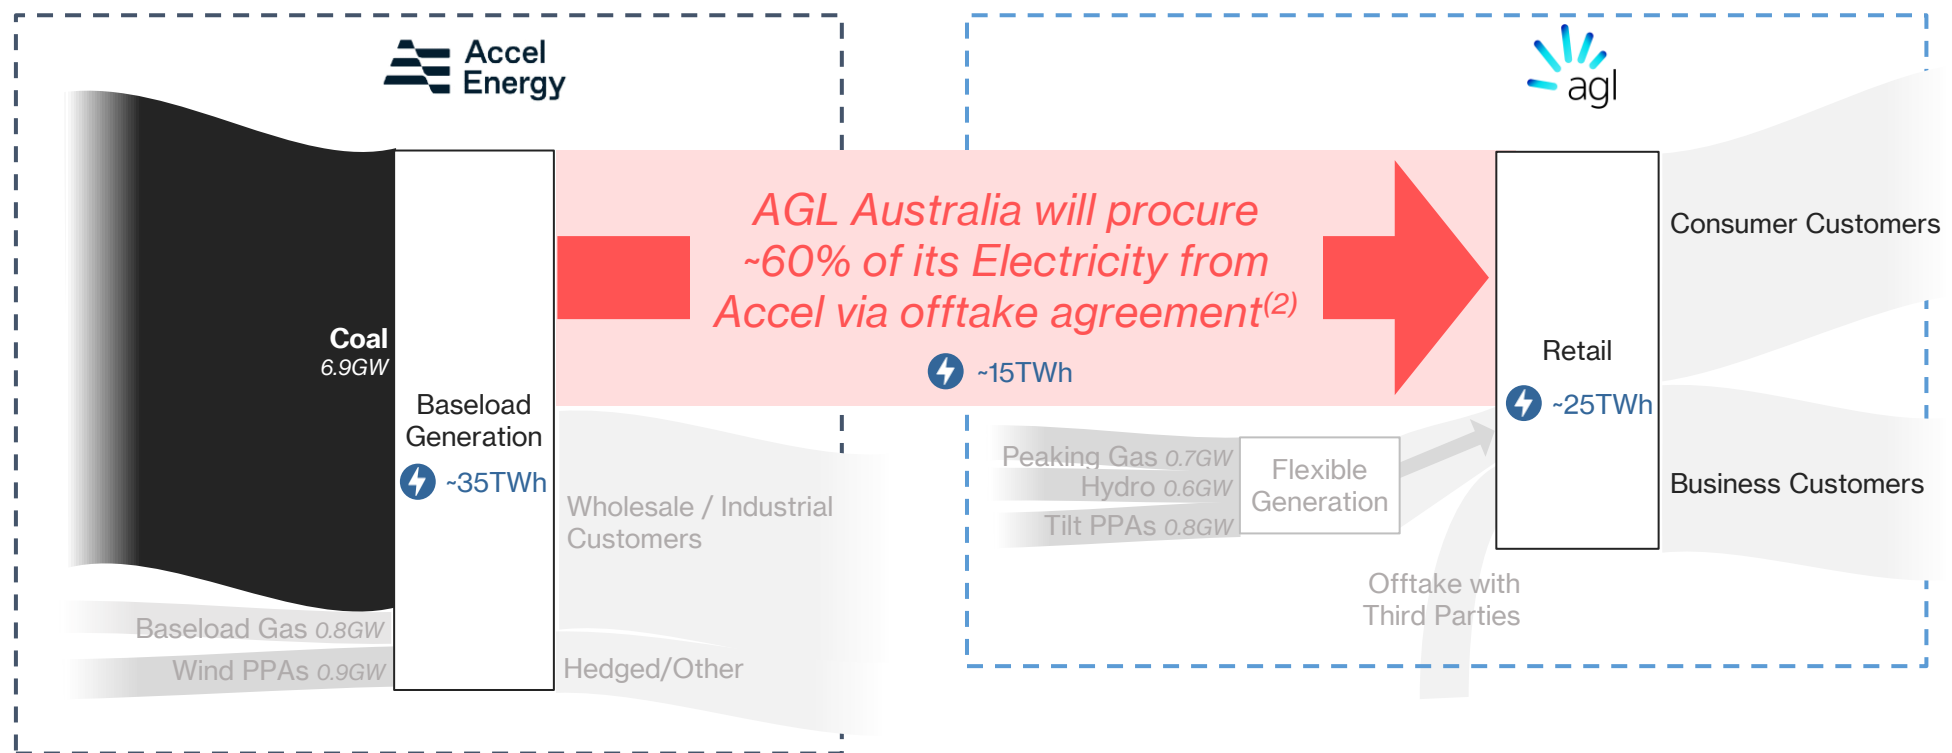 Accel
Energy
Coal
6.9GW
Baseload Gas 0.8GW
Wind PPAs 0.9GW
Baseload
Generation
~35TWh
AGL Australia will procure
~60% of its Electricity from
Accel via offtake agreement(2)
~15TWh
Wholesale / Industrial
Customers
Hedged/Other
agl
Peaking Gas 0.7GW
Hydro 0.6GW
Tilt PPAs 0.8GW
Flexible
Generation
Offtake with
Third Parties
Retail
~25TWh
Consumer Customers
Business Customers